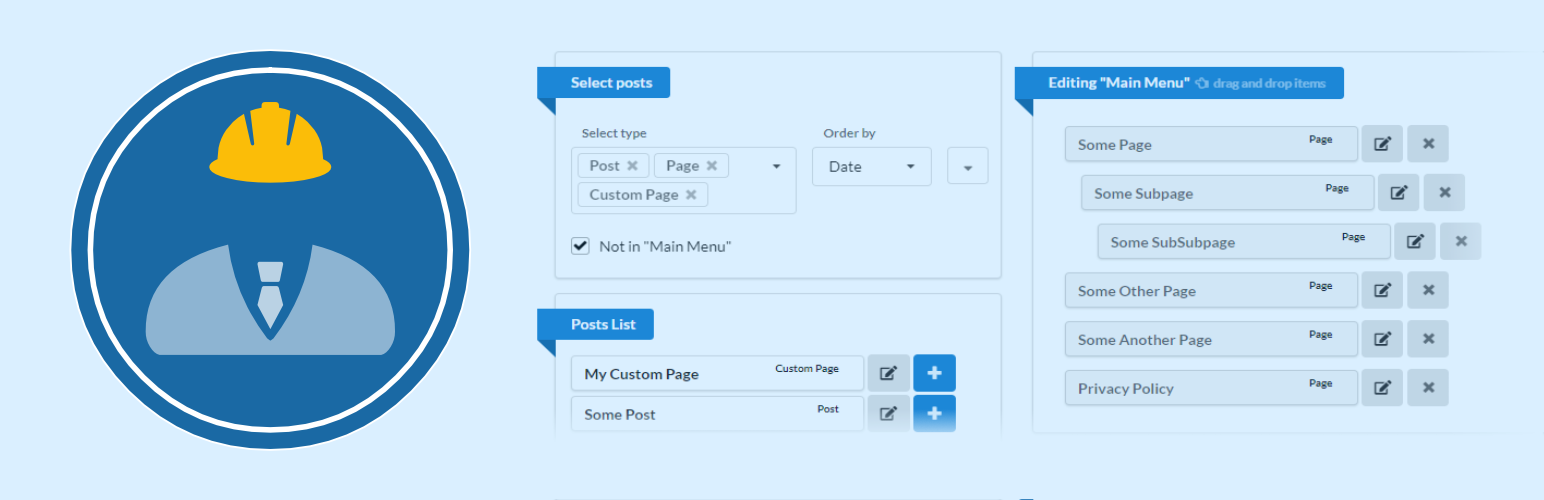 Select posts
Select type
Order by
Post
Page
Custom Page
Date
Not in "Main Menu"
Posts List
My Custom Page Custom Page
Some Post Post
Editing "Main Menu" drag and drop items
Some Page Page
Some Subpage Page
Some SubSubpage Page
Some Other Page Page
Some Another Page Page
Privacy Policy Page